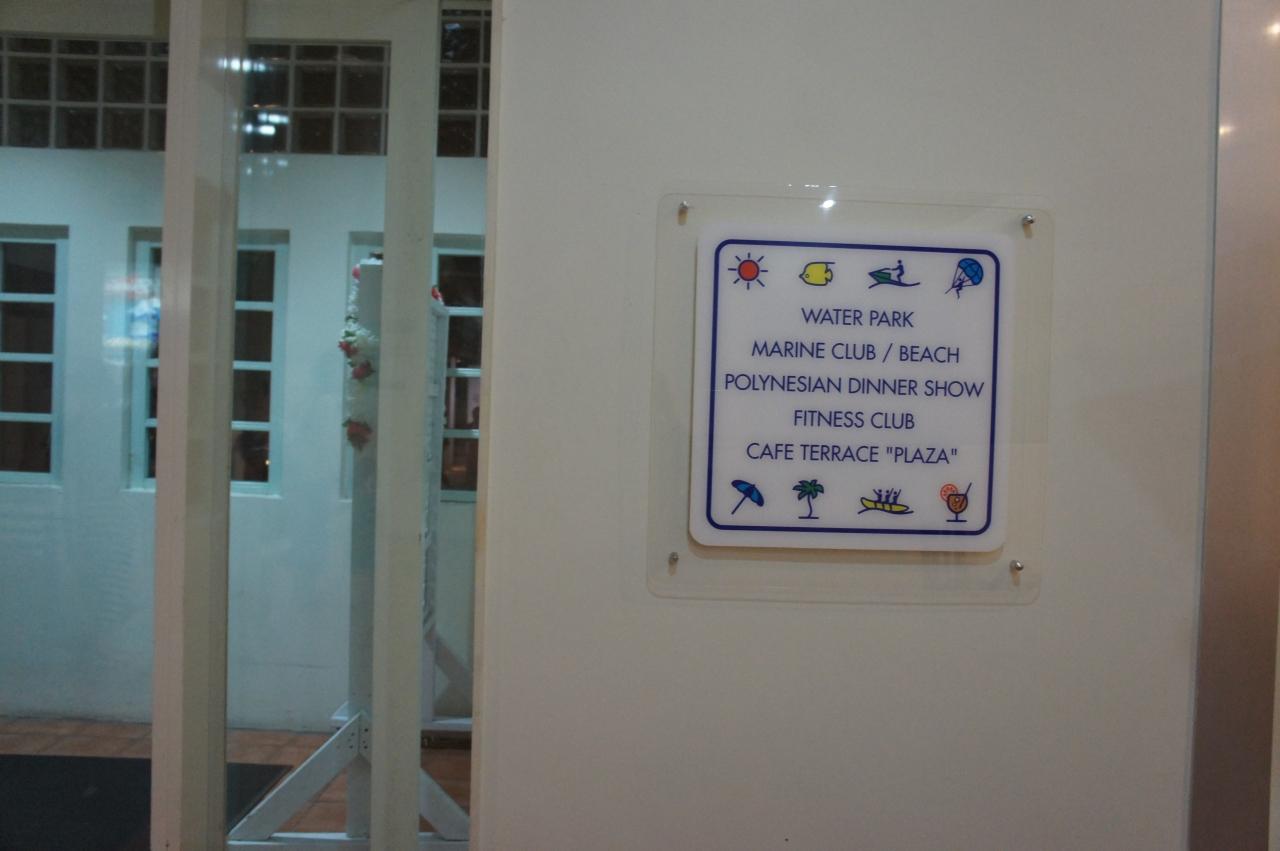 WATER PARK
MARINE CLUB / BEACH
POLYNESIAN DINNER SHOW
FITNESS CLUB
CAFE TERRACE "PLAZA"